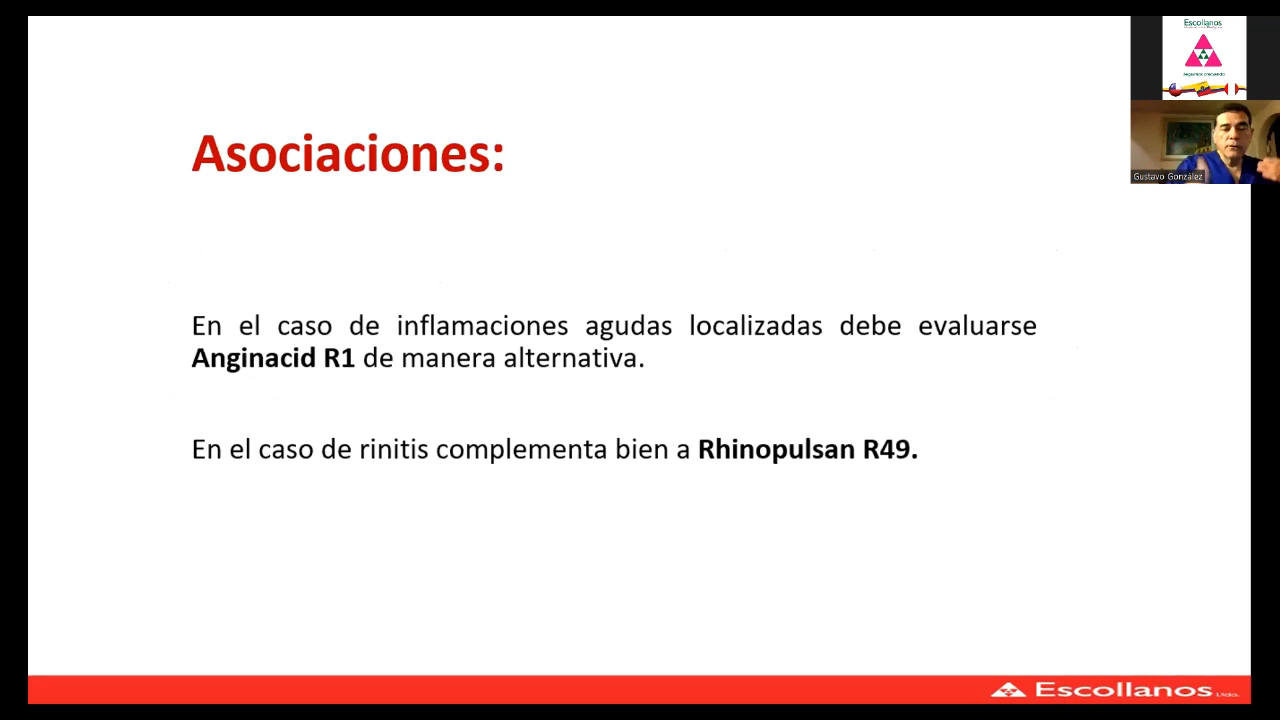 Escollanos
Asociaciones:
Gustavo González
En el caso de inflamaciones agudas localizadas debe evaluarse
Anginacid R1 de manera alternativa.
En el caso de rinitis complementa bien a Rhinopulsan R49.
Escollanos Ltda.